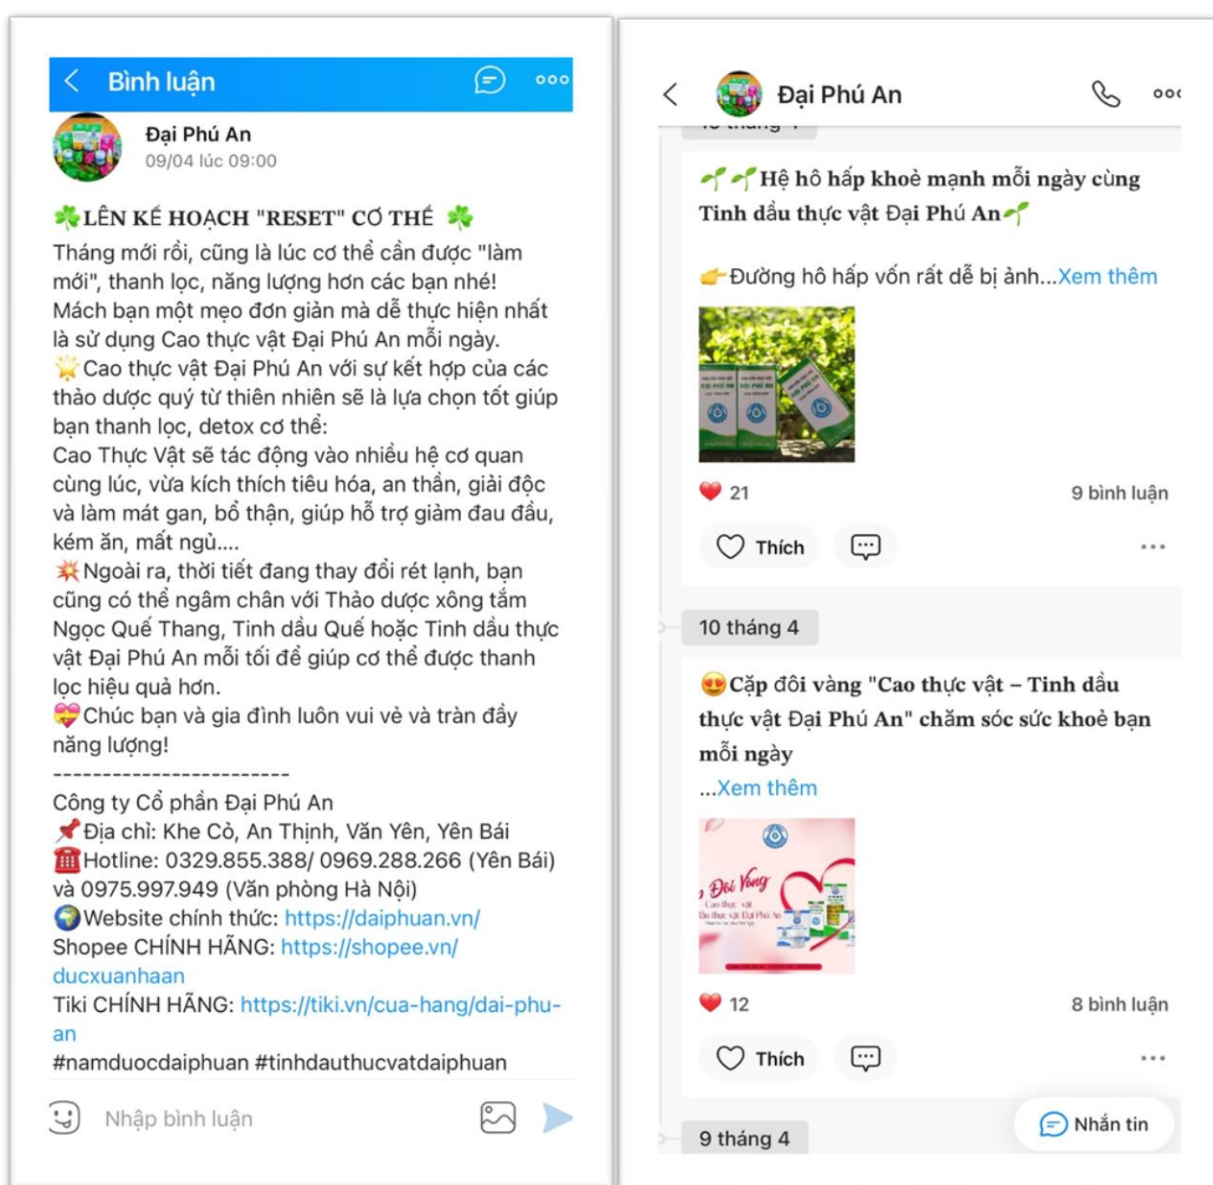 Bình luận
Đại Phú An
09/04 lúc 09:00
☘️LÊN KẾ HOẠCH "RESET" CƠ THỂ ☘️
Tháng mới rồi, cũng là lúc cơ thể cần được "làm
mới", thanh lọc, năng lượng hơn các bạn nhé!
Mách bạn một mẹo đơn giản mà dễ thực hiện nhất
là sử dụng Cao thực vật Đại Phú An mỗi ngày.
🌟Cao thực vật Đại Phú An với sự kết hợp của các
thảo dược quý từ thiên nhiên sẽ là lựa chọn tốt giúp
bạn thanh lọc, detox cơ thể:
Cao Thực Vật sẽ tác động vào nhiều hệ cơ quan
cùng lúc, vừa kích thích tiêu hóa, an thần, giải độc
và làm mát gan, bổ thận, giúp hỗ trợ giảm đau đầu,
kém ăn, mất ngủ....
💥Ngoài ra, thời tiết đang thay đổi rét lạnh, bạn
cũng có thể ngâm chân với Thảo dược xông tắm
Ngọc Quế Thang, Tinh dầu Quế hoặc Tinh dầu thực
vật Đại Phú An mỗi tối để giúp cơ thể được thanh
lọc hiệu quả hơn.
💝Chúc bạn và gia đình luôn vui vẻ và tràn đầy
năng lượng!
------------------------
Công ty Cổ phần Đại Phú An
📌Địa chỉ: Khe Cỏ, An Thịnh, Văn Yên, Yên Bái
☎️Hotline: 0329.855.388/ 0969.288.266 (Yên Bái)
và 0975.997.949 (Văn phòng Hà Nội)
🌍Website chính thức: https://daiphuan.vn/
Shopee CHÍNH HÃNG: https://shopee.vn/
ducxuanhaan
Tiki CHÍNH HÃNG: https://tiki.vn/cua-hang/dai-phu-
an
#namduocdaiphuan #tinhdauthucvatdaiphuan
Nhập bình luận
Đại Phú An
🌱🌱Hệ hô hấp khoẻ mạnh mỗi ngày cùng
Tinh dầu thực vật Đại Phú An🌱
👉Đường hô hấp vốn rất dễ bị ảnh...Xem thêm
ĐẠI PHÚ AN
❤️ 21
9 bình luận
Thích
10 tháng 4
😍Cặp đôi vàng "Cao thực vật – Tinh dầu
thực vật Đại Phú An" chăm sóc sức khoẻ bạn
mỗi ngày
...Xem thêm
Đôi Vàng
Cao thực vật
dầu thực vật Đại Phú An
❤️ 12
8 bình luận
Thích
Nhắn tin
9 tháng 4